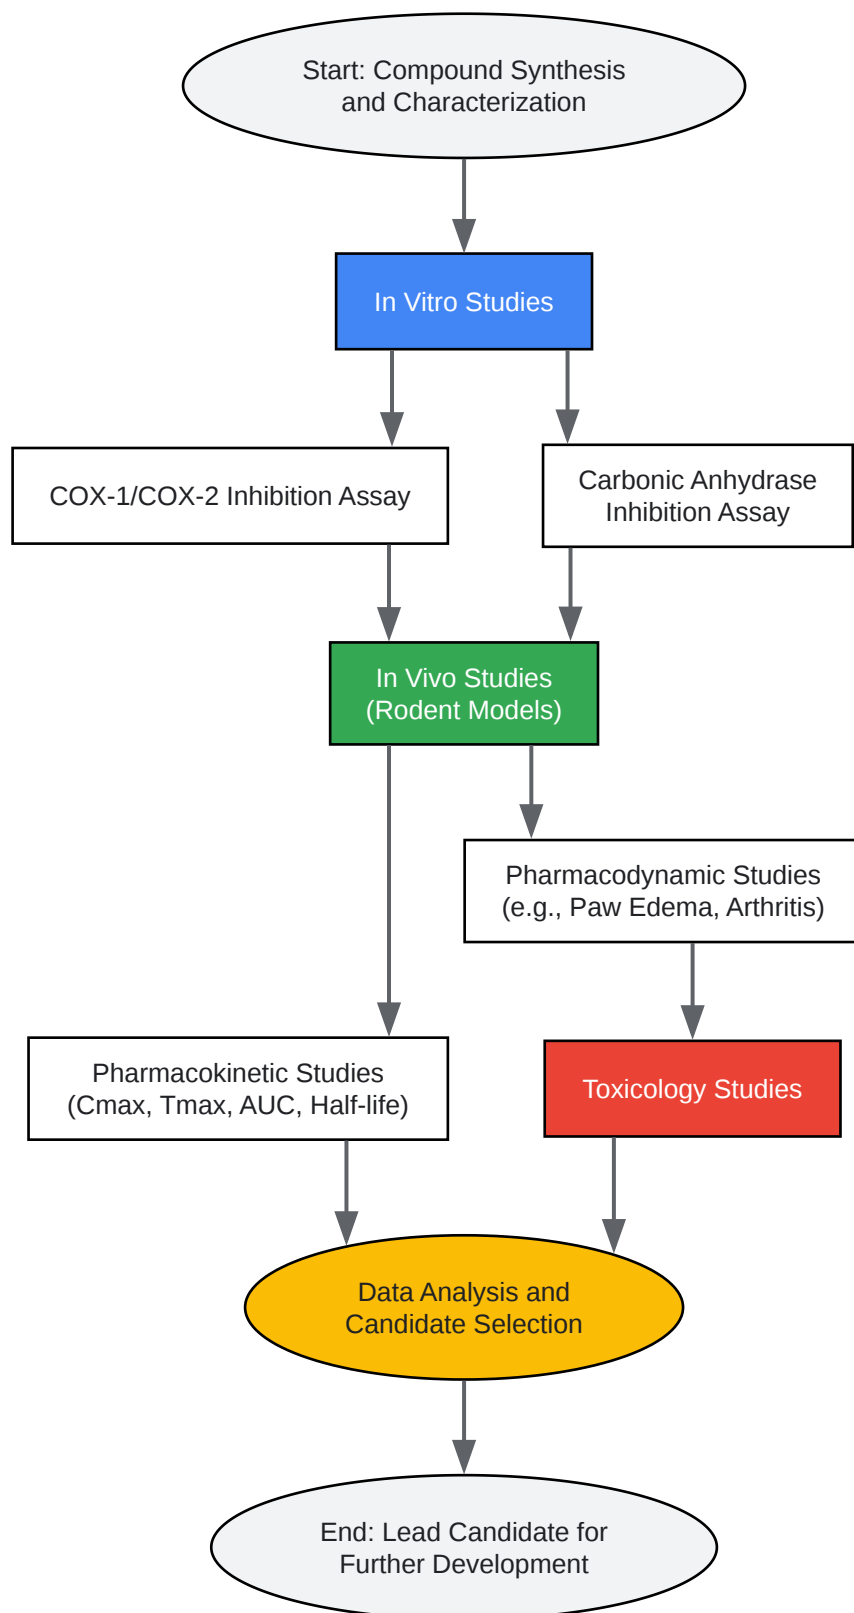 Start: Compound Synthesis
and Characterization
In Vitro Studies
COX-1/COX-2 Inhibition Assay
Carbonic Anhydrase
Inhibition Assay
In Vivo Studies
(Rodent Models)
Pharmacodynamic Studies
(e.g., Paw Edema, Arthritis)
Pharmacokinetic Studies
(Cmax, Tmax, AUC, Half-life)
Toxicology Studies
Data Analysis and
Candidate Selection
End: Lead Candidate for
Further Development